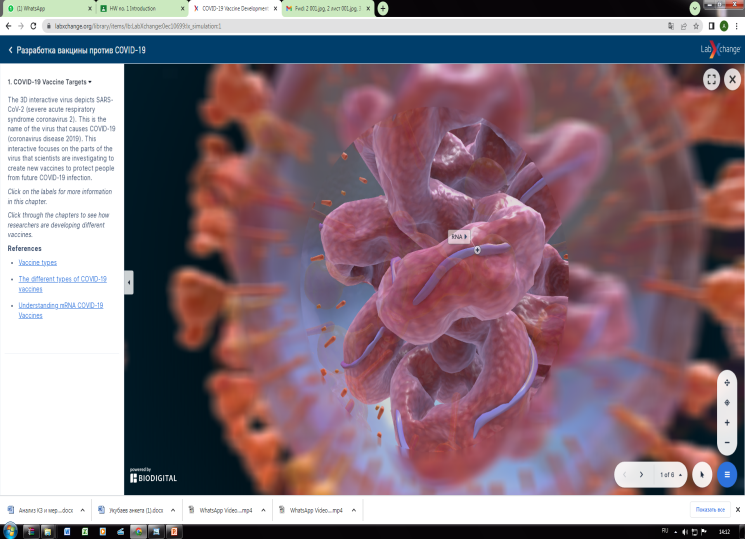 (1) WhatsApp
HW no. 1 Introduction
COVID-19 Vaccine Development
Fwd: 2 001.jpg, 2 лист 001.jpg, 3
labxchange.org/library/items/lb:LabXchange:0ec10699:lx_simulation:1
Разработка вакцины против COVID-19
LabXchange
1. COVID-19 Vaccine Targets
The 3D interactive virus depicts SARS-
CoV-2 (severe acute respiratory
syndrome coronavirus 2). This is the
name of the virus that causes COVID-19
(coronavirus disease 2019). This
interactive focuses on the parts of the
virus that scientists are investigating to
create new vaccines to protect people
from future COVID-19 infection.
Click on the labels for more information
in this chapter.
Click through the chapters to see how
researchers are developing different
vaccines.
References
Vaccine types
The different types of COVID-19
vaccines
Understanding mRNA COVID-19
Vaccines
RNA
powered by
BIODIGITAL
1 of 6
Анализ КЗ и мер....docx
Укубаев анкета (1).docx
WhatsApp Video....mp4
WhatsApp Video....mp4
Показать все
RU
14:12